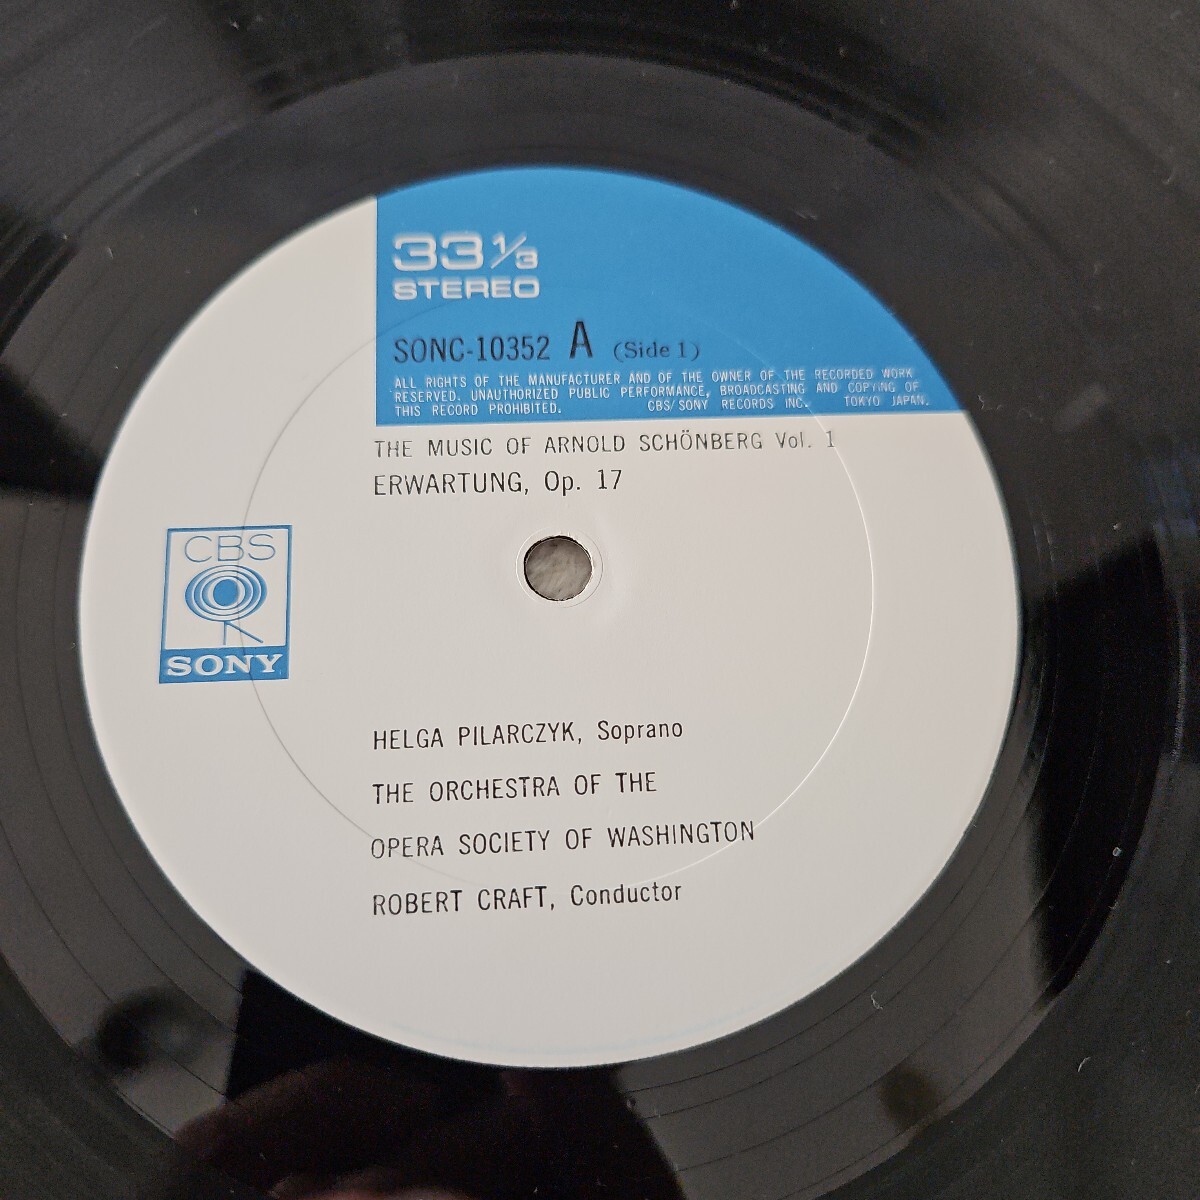 33⅓
STEREO
SONC-10352 A (Side 1)
ALL RIGHTS OF THE MANUFACTURER AND OF THE OWNER OF THE RECORDED WORK
RESERVED. UNAUTHORIZED PUBLIC PERFORMANCE, BROADCASTING AND COPYING OF
THIS RECORD PROHIBITED. CBS/SONY RECORDS INC. TOKYO JAPAN.
THE MUSIC OF ARNOLD SCHÖNBERG Vol. 1
ERWARTUNG, Op. 17
CBS
SONY
HELGA PILARCZYK, Soprano
THE ORCHESTRA OF THE
OPERA SOCIETY OF WASHINGTON
ROBERT CRAFT, Conductor